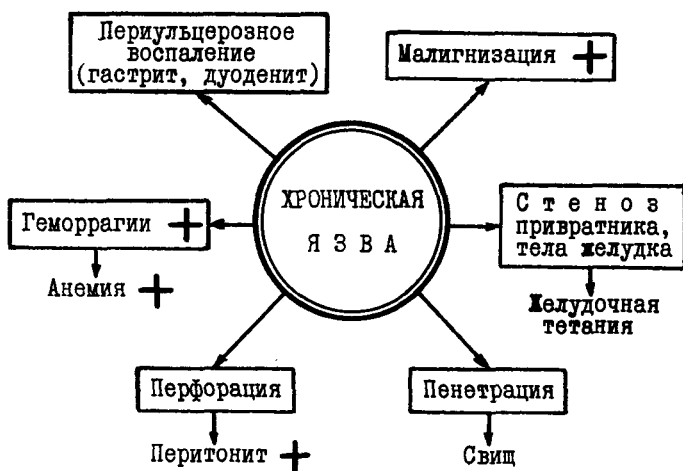 Периульцерозное
воспаление
(гастрит, дуоденит)
Малигнизация +
ХРОНИЧЕСКАЯ
ЯЗВА
Геморрагии +
Анемия +
Стеноз
привратника,
тела желудка
Желудочная
тетания
Перфорация
Перитонит +
Пенетрация
Свищ